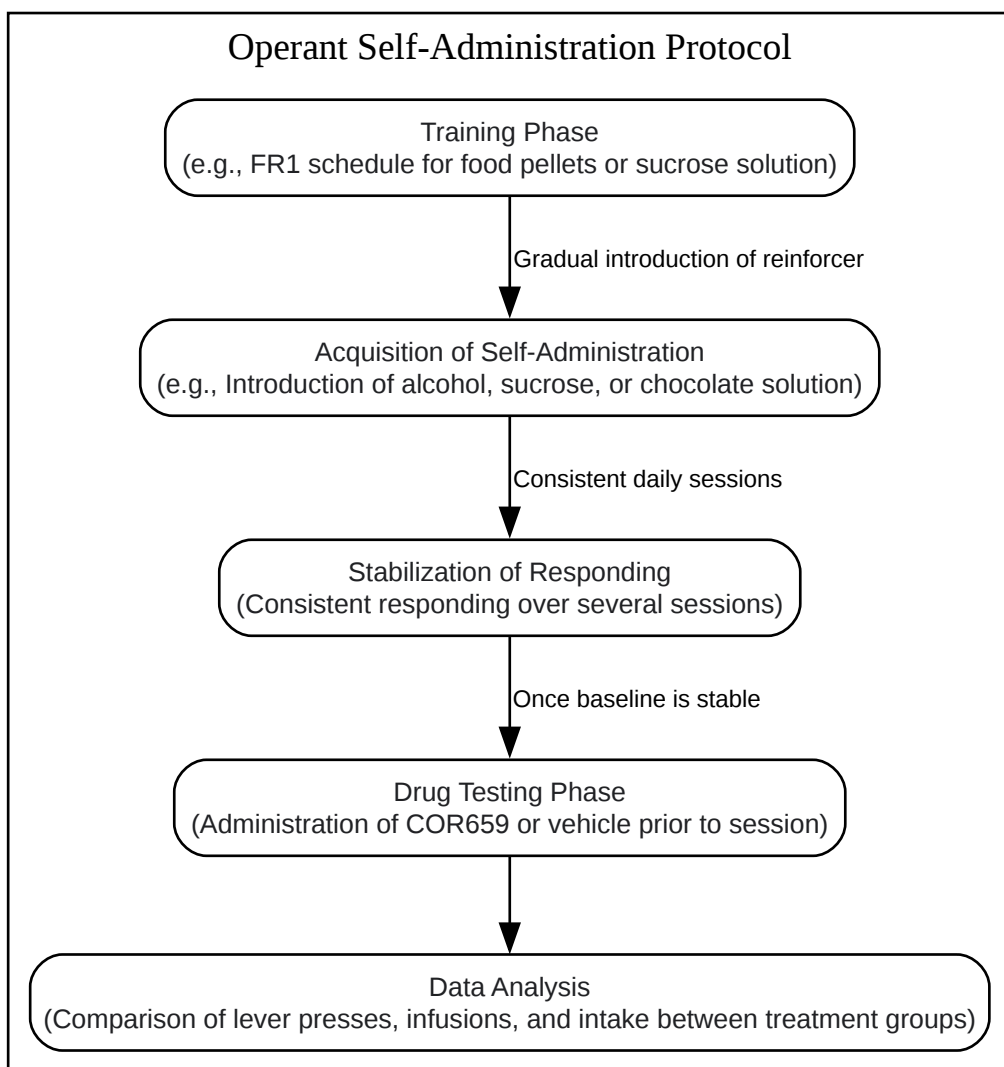 Operant Self-Administration Protocol
Training Phase
(e.g., FR1 schedule for food pellets or sucrose solution)
Gradual introduction of reinforcer
Acquisition of Self-Administration
(e.g., Introduction of alcohol, sucrose, or chocolate solution)
Consistent daily sessions
Stabilization of Responding
(Consistent responding over several sessions)
Once baseline is stable
Drug Testing Phase
(Administration of COR659 or vehicle prior to session)
Data Analysis
(Comparison of lever presses, infusions, and intake between treatment groups)